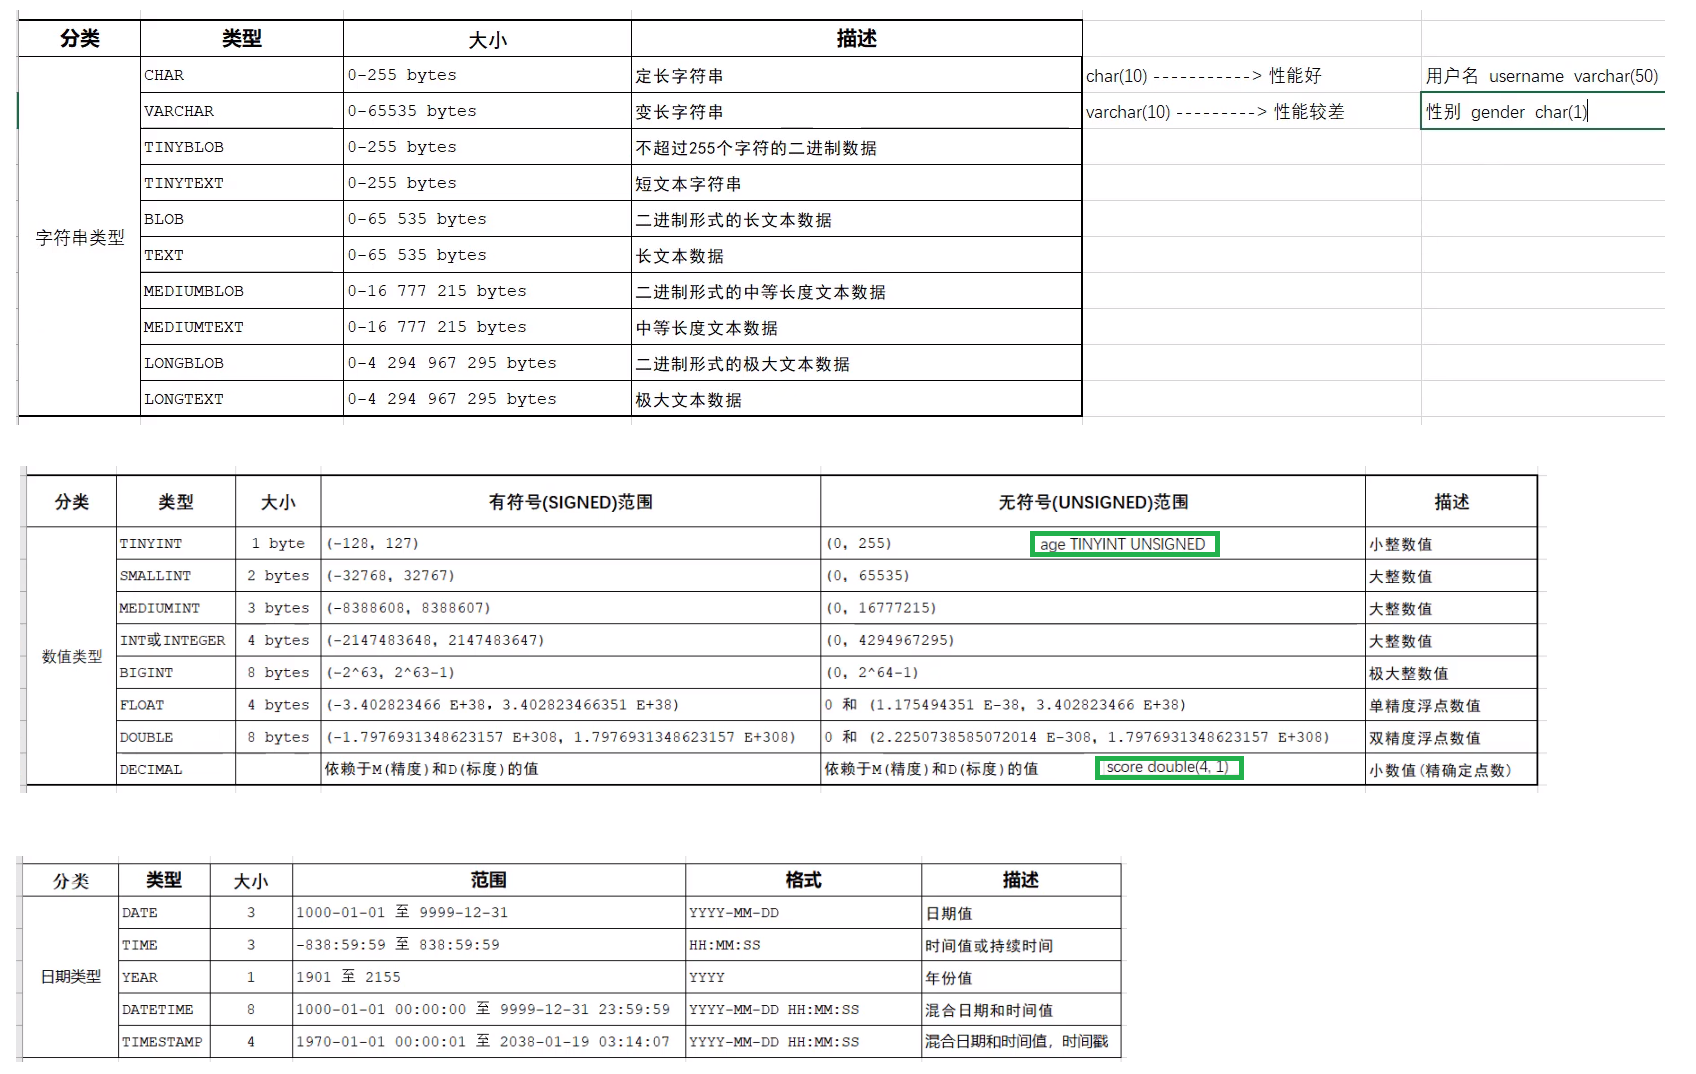 分类 类型 大小 描述
CHAR 0-255 bytes 定长字符串 char(10) -----------> 性能好 用户名 username varchar(50)
VARCHAR 0-65535 bytes 变长字符串 varchar(10) ---------> 性能较差 性别 gender char(1)
TINYBLOB 0-255 bytes 不超过255个字符的二进制数据
TINYTEXT 0-255 bytes 短文本字符串
BLOB 0-65 535 bytes 二进制形式的长文本数据
字符串类型
TEXT 0-65 535 bytes 长文本数据
MEDIUMBLOB 0-16 777 215 bytes 二进制形式的中等长度文本数据
MEDIUMTEXT 0-16 777 215 bytes 中等长度文本数据
LONGBLOB 0-4 294 967 295 bytes 二进制形式的极大文本数据
LONGTEXT 0-4 294 967 295 bytes 极大文本数据
分类 类型 大小 有符号(SIGNED)范围 无符号(UNSIGNED)范围 描述
TINYINT 1 byte (-128, 127) (0, 255) age TINYINT UNSIGNED 小整数值
SMALLINT 2 bytes (-32768, 32767) (0, 65535) 大整数值
MEDIUMINT 3 bytes (-8388608, 8388607) (0, 16777215) 大整数值
INT或INTEGER 4 bytes (-2147483648, 2147483647) (0, 4294967295) 大整数值
数值类型
BIGINT 8 bytes (-2^63, 2^63-1) (0, 2^64-1) 极大整数值
FLOAT 4 bytes (-3.402823466 E+38, 3.402823466351 E+38) 0 和 (1.175494351 E-38, 3.402823466 E+38) 单精度浮点数值
DOUBLE 8 bytes (-1.7976931348623157 E+308, 1.7976931348623157 E+308) 0 和 (2.2250738585072014 E-308, 1.7976931348623157 E+308) 双精度浮点数值
DECIMAL 依赖于M(精度)和D(标度)的值 依赖于M(精度)和D(标度)的值 score double(4, 1) 小数值(精确定点数)
分类 类型 大小 范围 格式 描述
DATE 3 1000-01-01 至 9999-12-31 YYYY-MM-DD 日期值
TIME 3 -838:59:59 至 838:59:59 HH:MM:SS 时间值或持续时间
日期类型 YEAR 1 1901 至 2155 YYYY 年份值
DATETIME 8 1000-01-01 00:00:00 至 9999-12-31 23:59:59 YYYY-MM-DD HH:MM:SS 混合日期和时间值
TIMESTAMP 4 1970-01-01 00:00:01 至 2038-01-19 03:14:07 YYYY-MM-DD HH:MM:SS 混合日期和时间值，时间戳